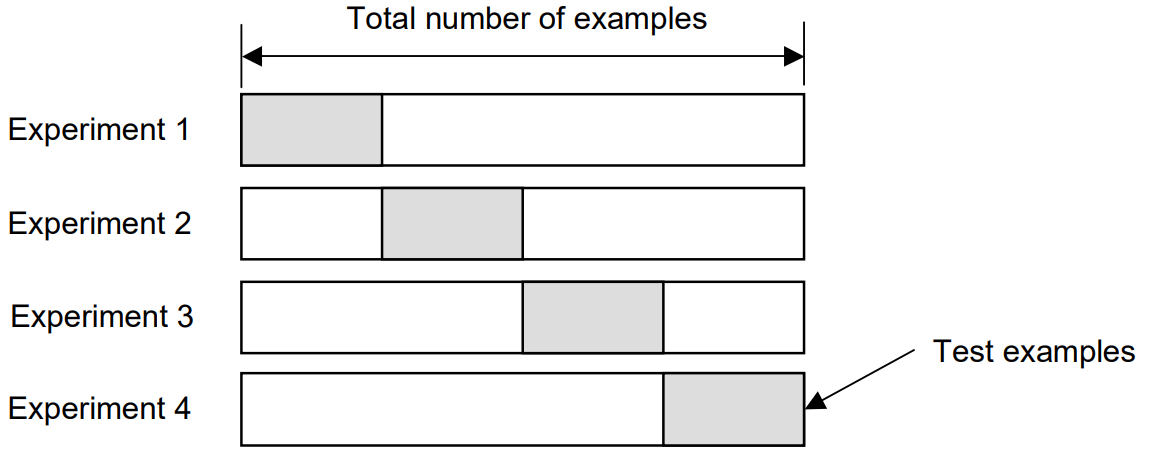 Total number of examples
Experiment 1
Experiment 2
Experiment 3
Test examples
Experiment 4